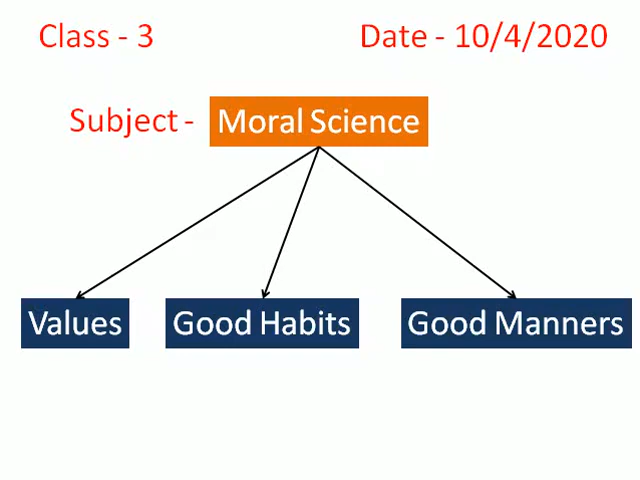 Class - 3 Date - 10/4/2020
Subject - Moral Science
Values Good Habits Good Manners